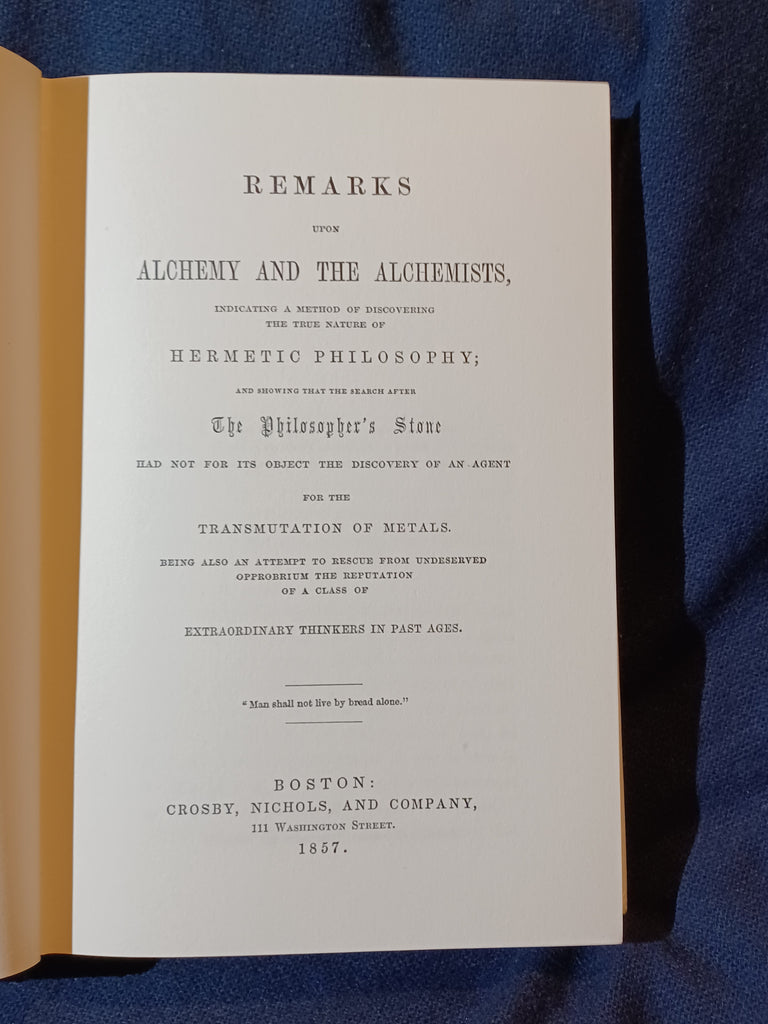 REMARKS
UPON
ALCHEMY AND THE ALCHEMISTS,
INDICATING A METHOD OF DISCOVERING
THE TRUE NATURE OF
HERMETIC PHILOSOPHY;
AND SHOWING THAT THE SEARCH AFTER
The Philosopher's Stone
HAD NOT FOR ITS OBJECT THE DISCOVERY OF AN AGENT
FOR THE
TRANSMUTATION OF METALS.
BEING ALSO AN ATTEMPT TO RESCUE FROM UNDESERVED
OPPROBRIUM THE REPUTATION
OF A CLASS OF
EXTRAORDINARY THINKERS IN PAST AGES.
"Man shall not live by bread alone."
BOSTON:
CROSBY, NICHOLS, AND COMPANY,
111 WASHINGTON STREET.
1857.